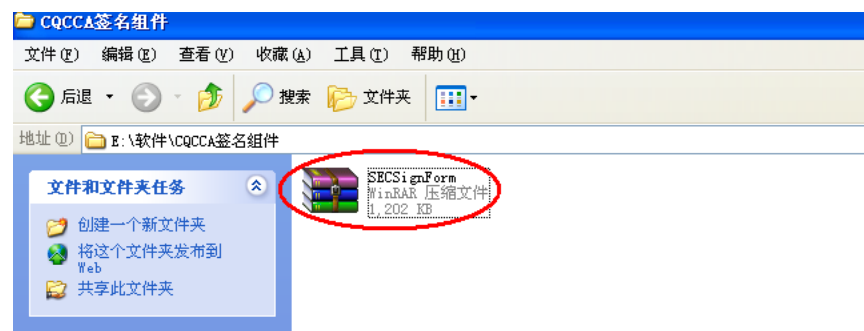 CQCCA签名组件
文件(F) 编辑(E) 查看(V) 收藏(A) 工具(T) 帮助(H)
后退 搜索 文件夹
地址(D) E:\软件\CQCCA签名组件
文件和文件夹任务
创建一个新文件夹
将这个文件夹发布到
Web
共享此文件夹
SECSignForm
WinRAR 压缩文件
1,202 KB